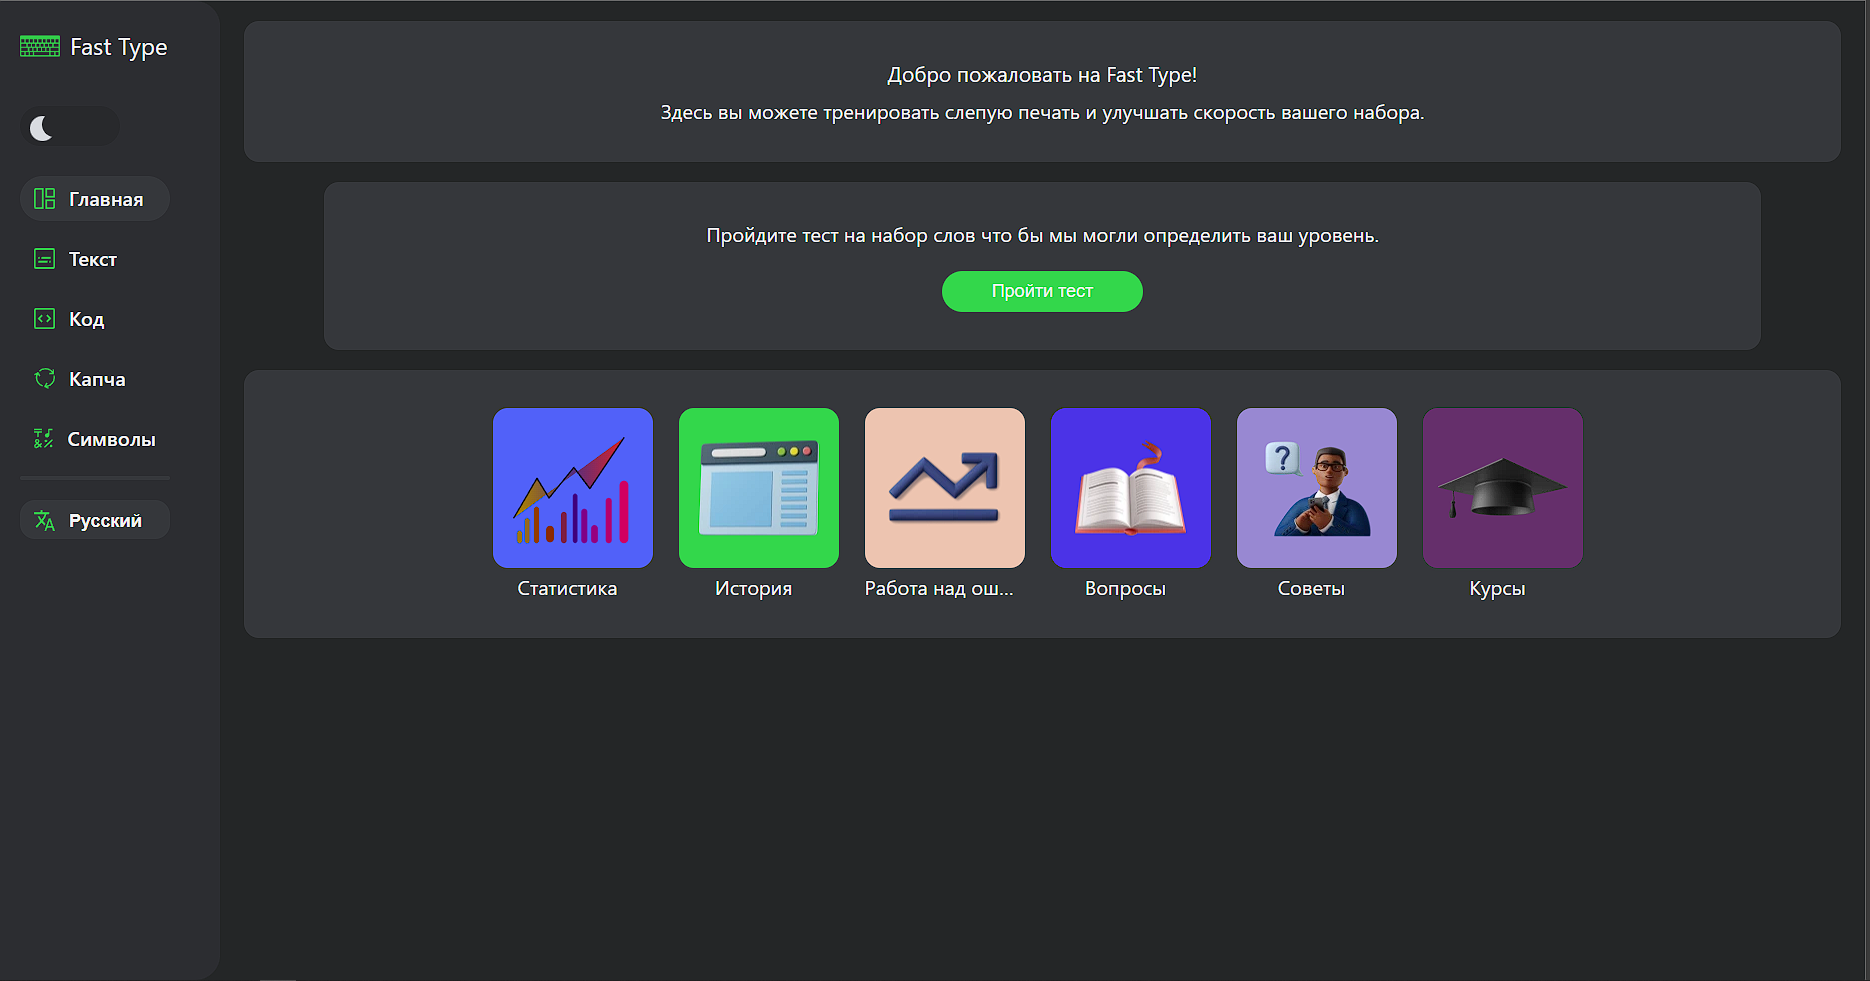 Fast Type
Главная
Текст
Код
Капча
Символы
Русский
Добро пожаловать на Fast Type!
Здесь вы можете тренировать слепую печать и улучшать скорость вашего набора.
Пройдите тест на набор слов что бы мы могли определить ваш уровень.
Пройти тест
?
Статистика
История
Работа над ош...
Вопросы
Советы
Курсы